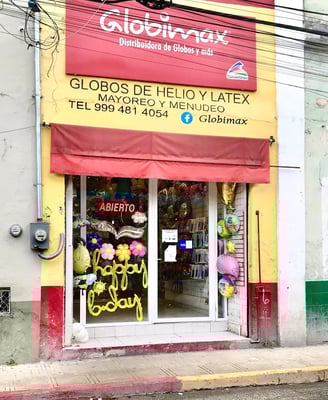 Globimax
Distribuidora de Globos y más
GLOBOS DE HELIO Y LATEX
MAYOREO Y MENUDEO
TEL 999 481 4054
Globimax
ABIERTO
happy
b-day